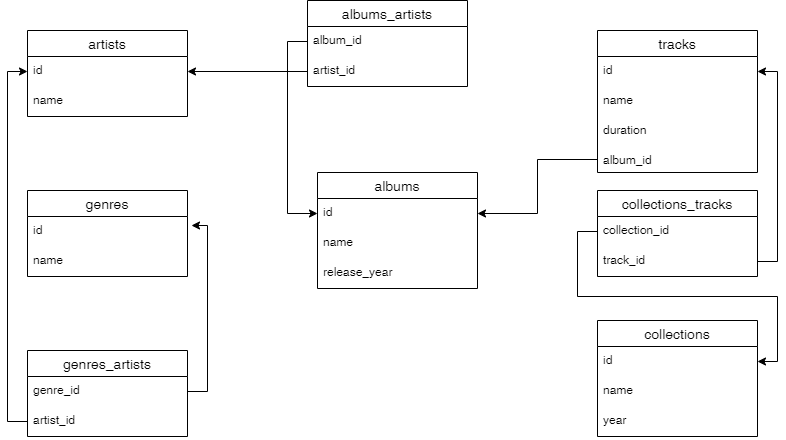 albums_artists
album_id
artist_id
artists
id
name
tracks
id
name
duration
album_id
albums
id
name
release_year
genres
id
name
collections_tracks
collection_id
track_id
genres_artists
genre_id
artist_id
collections
id
name
year